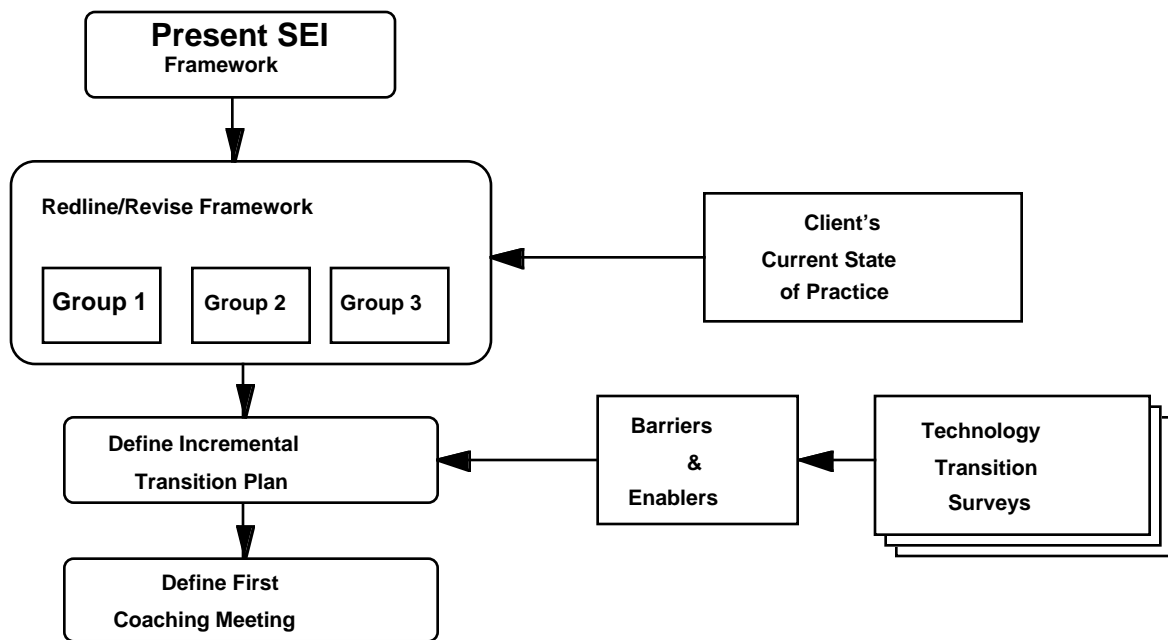 Present SEI
Framework
Redline/Revise Framework
Group 1
Group 2
Group 3
Client's
Current State
of Practice
Define Incremental
Transition Plan
Barriers
&
Enablers
Technology
Transition
Surveys
Define First
Coaching Meeting